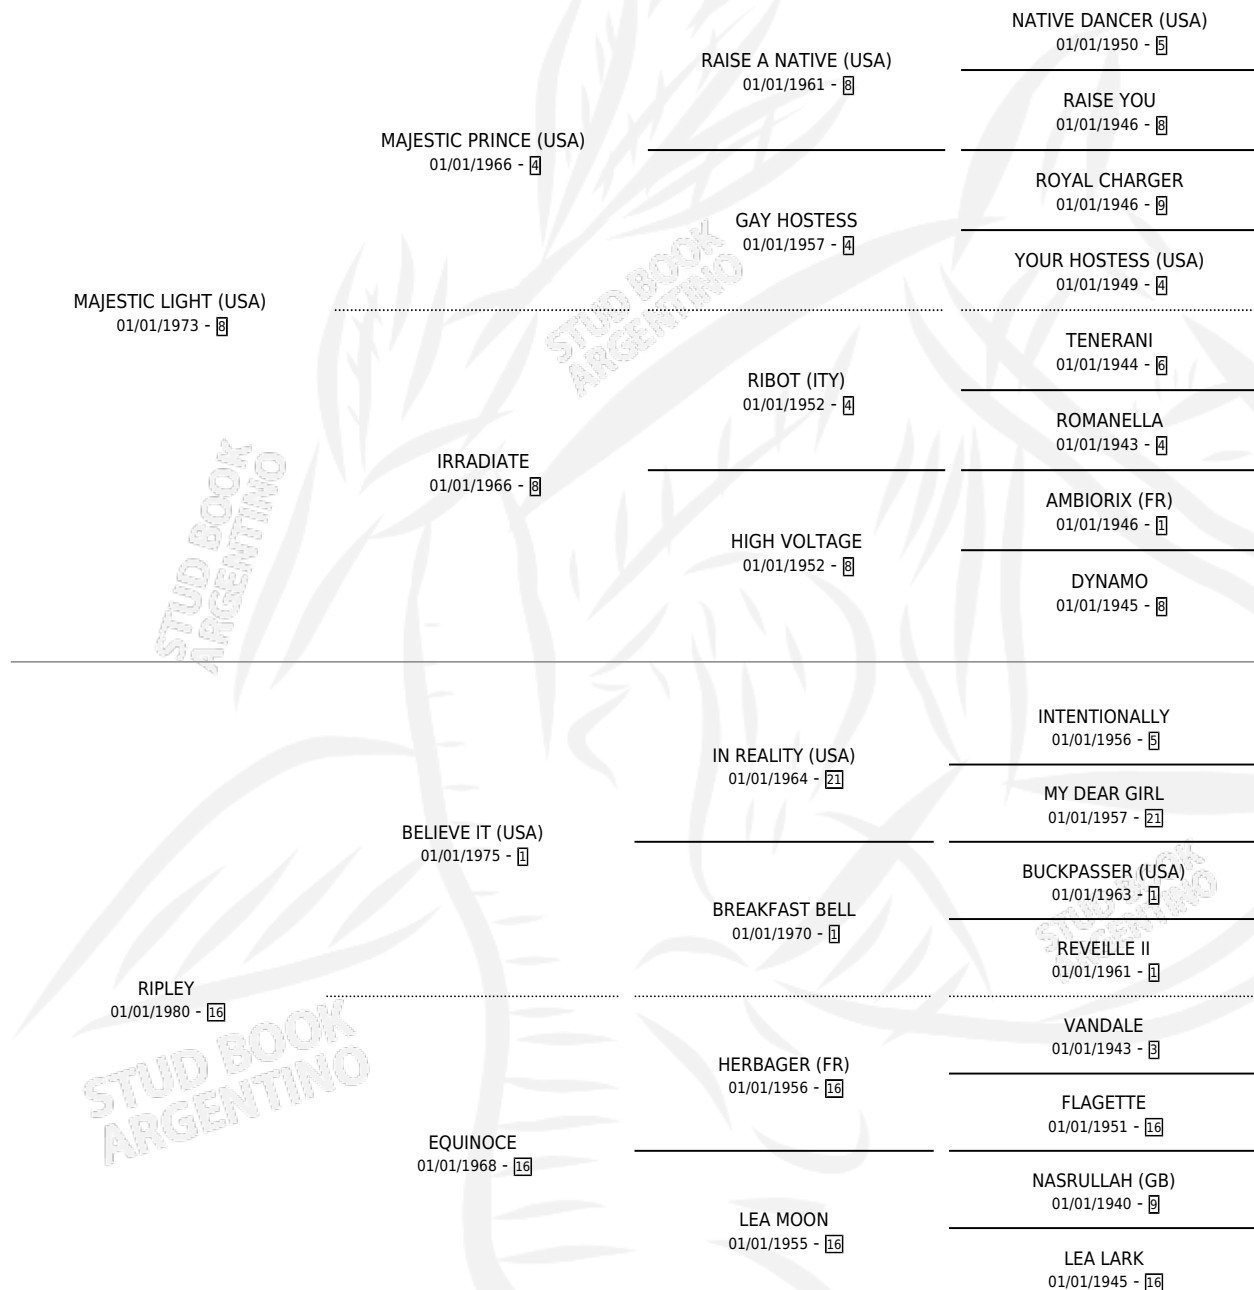 NATIVE DANCER (USA)
01/01/1950 - 5
RAISE A NATIVE (USA)
01/01/1961 - 8
RAISE YOU
01/01/1946 - 8
MAJESTIC PRINCE (USA)
01/01/1966 - 4
ROYAL CHARGER
01/01/1946 - 9
GAY HOSTESS
01/01/1957 - 4
YOUR HOSTESS (USA)
01/01/1949 - 4
MAJESTIC LIGHT (USA)
01/01/1973 - 8
STUD BOOK
ARGENTINO
TENERANI
01/01/1944 - 6
RIBOT (ITY)
01/01/1952 - 4
ROMANELLA
01/01/1943 - 4
IRRADIATE
01/01/1966 - 8
AMBIORIX (FR)
01/01/1946 - 1
HIGH VOLTAGE
01/01/1952 - 8
DYNAMO
01/01/1945 - 8
STUD BOOK
ARGENTINO
INTENTIONALLY
01/01/1956 - 5
IN REALITY (USA)
01/01/1964 - 21
MY DEAR GIRL
01/01/1957 - 21
BELIEVE IT (USA)
01/01/1975 - 1
BUCKPASSER (USA)
01/01/1963 - 1
BREAKFAST BELL
01/01/1970 - 1
REVEILLE II
01/01/1961 - 1
STUD BOOK
ARGENTINO
RIPLEY
01/01/1980 - 16
VANDALE
01/01/1943 - 3
HERBAGER (FR)
01/01/1956 - 16
FLAGETTE
01/01/1951 - 16
STUD BOOK
ARGENTINO
EQUINOCE
01/01/1968 - 16
NASRULLAH (GB)
01/01/1940 - 9
LEA MOON
01/01/1955 - 16
LEA LARK
01/01/1945 - 16